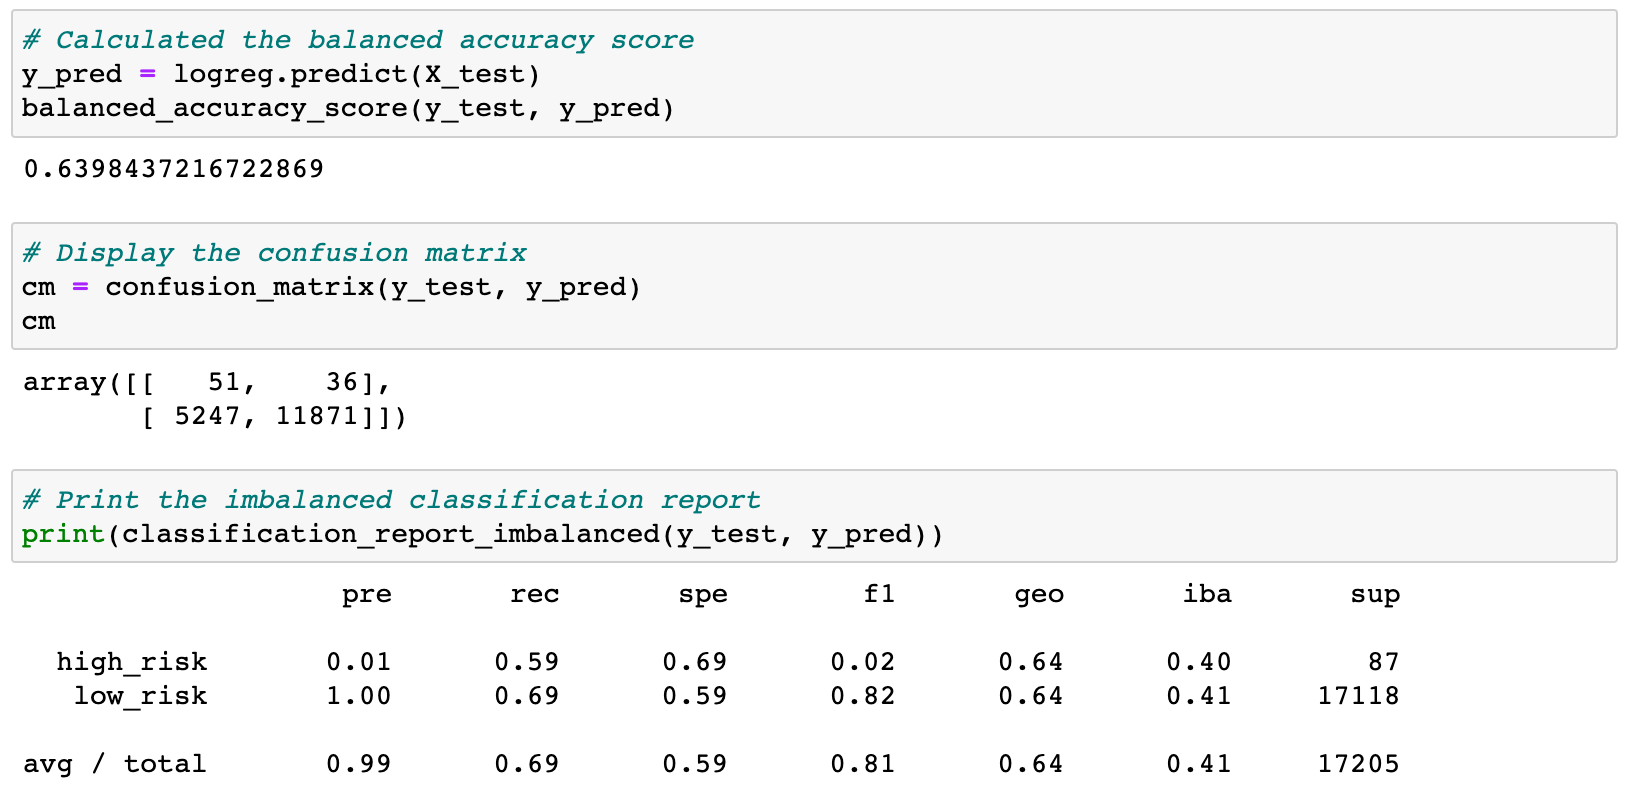 # Calculated the balanced accuracy score
y_pred = logreg.predict(X_test)
balanced_accuracy_score(y_test, y_pred)
0.6398437216722869
# Display the confusion matrix
cm = confusion_matrix(y_test, y_pred)
cm
array([[   51,    36],
       [ 5247, 11871]])
# Print the imbalanced classification report
print(classification_report_imbalanced(y_test, y_pred))
                   pre       rec       spe        f1       geo       iba       sup
  high_risk       0.01      0.59      0.69      0.02      0.64      0.40        87
   low_risk       1.00      0.69      0.59      0.82      0.64      0.41     17118
avg / total       0.99      0.69      0.59      0.81      0.64      0.41     17205